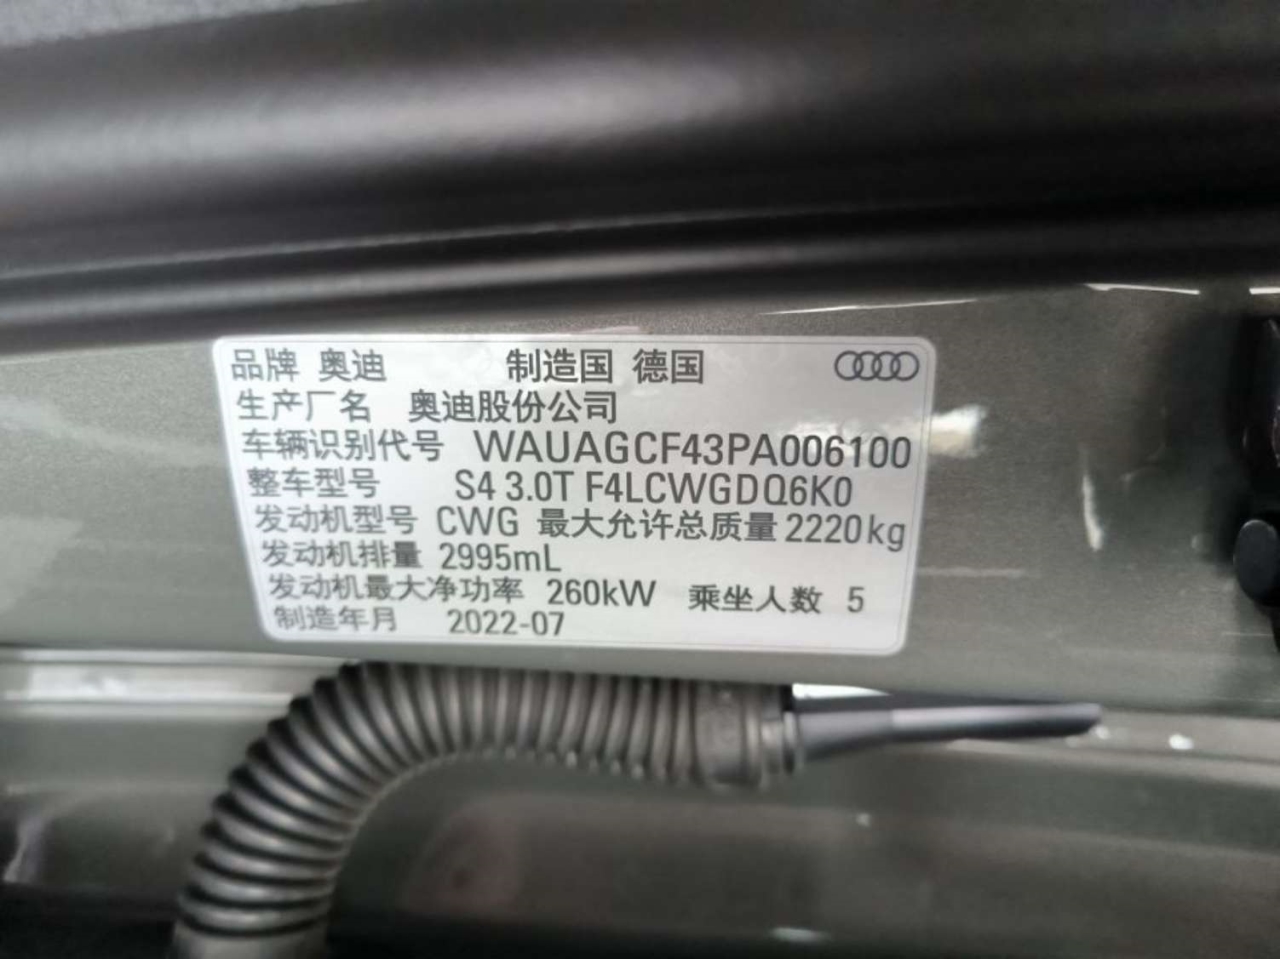 品牌 奥迪 制造国 德国
生产厂名 奥迪股份公司
车辆识别代号 WAUAGCF43PA006100
整车型号 S4 3.0T F4LCWGDQ6K0
发动机型号 CWG 最大允许总质量 2220kg
发动机排量 2995mL
发动机最大净功率 260kW 乘坐人数 5
制造年月 2022-07